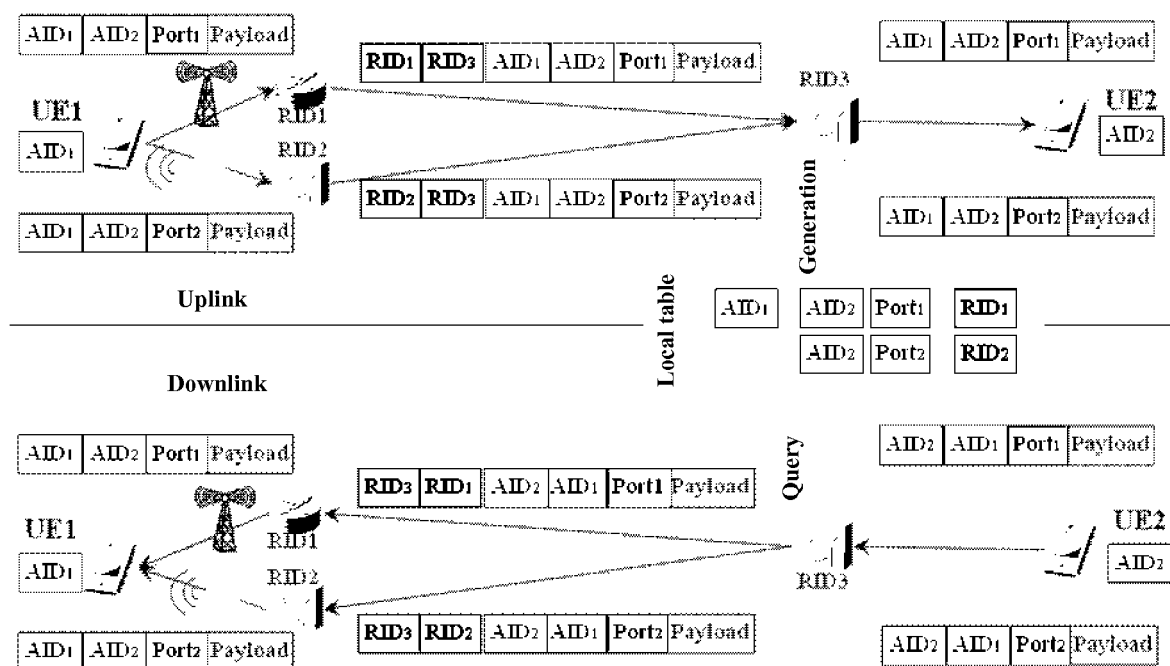 AID1 AID2 Port1 Payload
AID1 AID2 Port1 Payload
RID1 RID3 AID1 AID2 Port1 Payload
RID3
UE1
UE2
RID1
AID1
AID2
RID2
RID2 RID3 AID1 AID2 Port2 Payload
Generation
AID1 AID2 Port2 Payload
AID1 AID2 Port2 Payload
Uplink
Local table
AID1 AID2 Port1 RID1
AID2 Port2 RID2
Downlink
AID1 AID2 Port1 Payload
AID2 AID1 Port1 Payload
RID3 RID1 AID2 AID1 Port1 Payload
Query
UE1
UE2
RID1
AID1
AID2
RID2
RID3
RID3 RID2 AID2 AID1 Port2 Payload
AID1 AID2 Port2 Payload
AID2 AID1 Port2 Payload